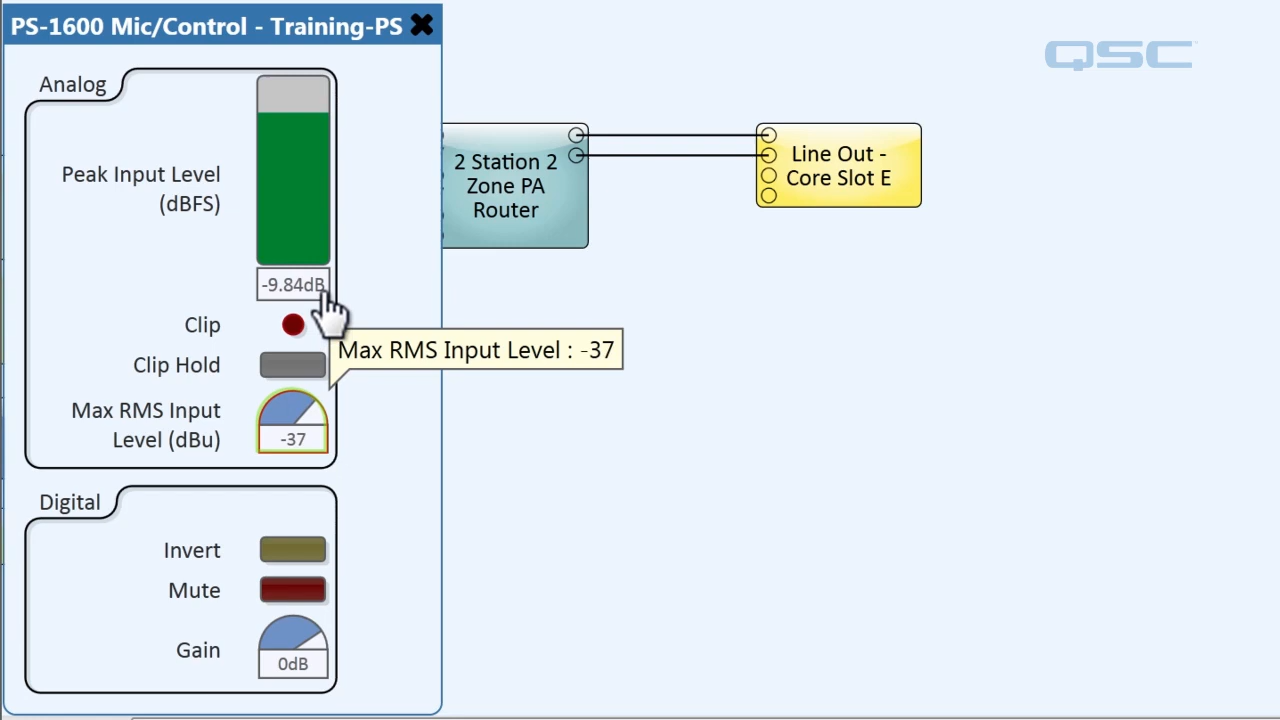 PS-1600 Mic/Control - Training-PS
QSC
Analog
Peak Input Level
(dBFS)
-9.84dB
Clip
Clip Hold
Max RMS Input
Level (dBu)
-37
Max RMS Input Level : -37
2 Station 2
Zone PA
Router
Line Out -
Core Slot E
Digital
Invert
Mute
Gain
0dB